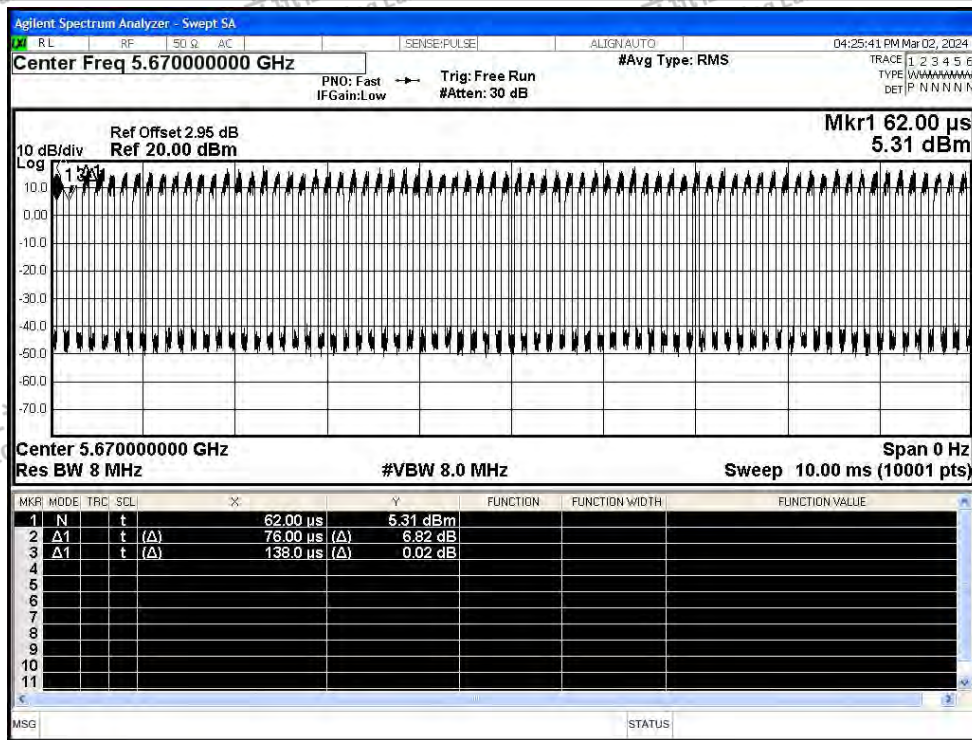 Agilent Spectrum Analyzer - Swept SA
LXI RL RF 50 Ω AC SENSE:PULSE ALIGNAUTO 04:25:41 PM Mar 02, 2024
Center Freq 5.670000000 GHz
#Avg Type: RMS
TRACE 1 2 3 4 5 6
TYPE WWWWWW
DET P N N N N N
PNO: Fast
IFGain:Low
Trig: Free Run
#Atten: 30 dB
Mkr1 62.00 µs
5.31 dBm
Ref Offset 2.95 dB
10 dB/div Ref 20.00 dBm
Log
10.0
0.00
-10.0
-20.0
-30.0
-40.0
-50.0
-60.0
-70.0
Center 5.670000000 GHz Span 0 Hz
Res BW 8 MHz #VBW 8.0 MHz Sweep 10.00 ms (10001 pts)
MKR MODE TRC SCL X Y FUNCTION FUNCTION WIDTH FUNCTION VALUE
1 N t 62.00 µs 5.31 dBm
2 Δ1 t (Δ) 76.00 µs (Δ) 6.82 dB
3 Δ1 t (Δ) 138.0 µs (Δ) 0.02 dB
4
5
6
7
8
9
10
11
MSG STATUS